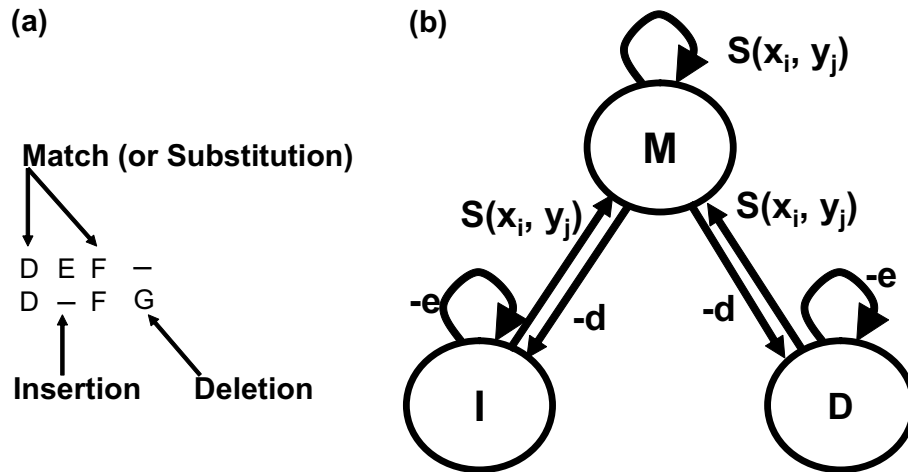 (a)
Match (or Substitution)
D E F –
D – F G
Insertion
Deletion
(b)
S(xi, yj)
M
S(xi, yj)
S(xi, yj)
-e
-d
-d
-e
I
D